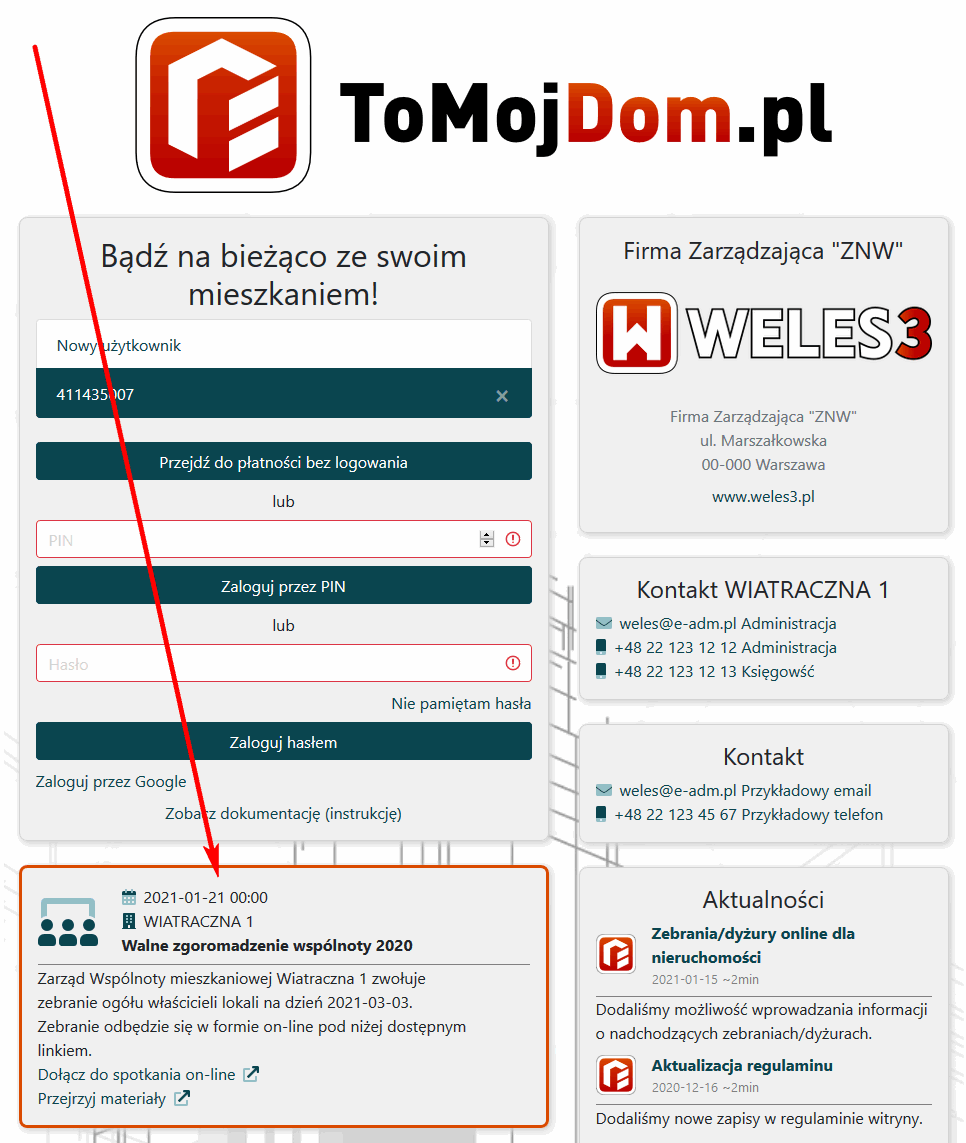 ToMojDom.pl
Bądź na bieżąco ze swoim
mieszkaniem!
Nowy użytkownik
411435007
Przejdź do płatności bez logowania
lub
PIN
Zaloguj przez PIN
lub
Hasło
Nie pamiętam hasła
Zaloguj hasłem
Zaloguj przez Google
Zobacz dokumentację (instrukcję)
2021-01-21 00:00
WIATRACZNA 1
Walne zgoromadzenie wspólnoty 2020
Zarząd Wspólnoty mieszkaniowej Wiatraczna 1 zwołuje
zebranie ogółu właścicieli lokali na dzień 2021-03-03.
Zebranie odbędzie się w formie on-line pod niżej dostępnym
linkiem.
Dołącz do spotkania on-line
Przejrzyj materiały
Firma Zarządzająca "ZNW"
WELES3
Firma Zarządzająca "ZNW"
ul. Marszałkowska
00-000 Warszawa
www.weles3.pl
Kontakt WIATRACZNA 1
weles@e-adm.pl Administracja
+48 22 123 12 12 Administracja
+48 22 123 12 13 Księgowść
Kontakt
weles@e-adm.pl Przykładowy email
+48 22 123 45 67 Przykładowy telefon
Aktualności
Zebrania/dyżury online dla
nieruchomości
2021-01-15 ~2min
Dodaliśmy możliwość wprowadzania informacji
o nadchodzących zebraniach/dyżurach.
Aktualizacja regulaminu
2020-12-16 ~2min
Dodaliśmy nowe zapisy w regulaminie witryny.